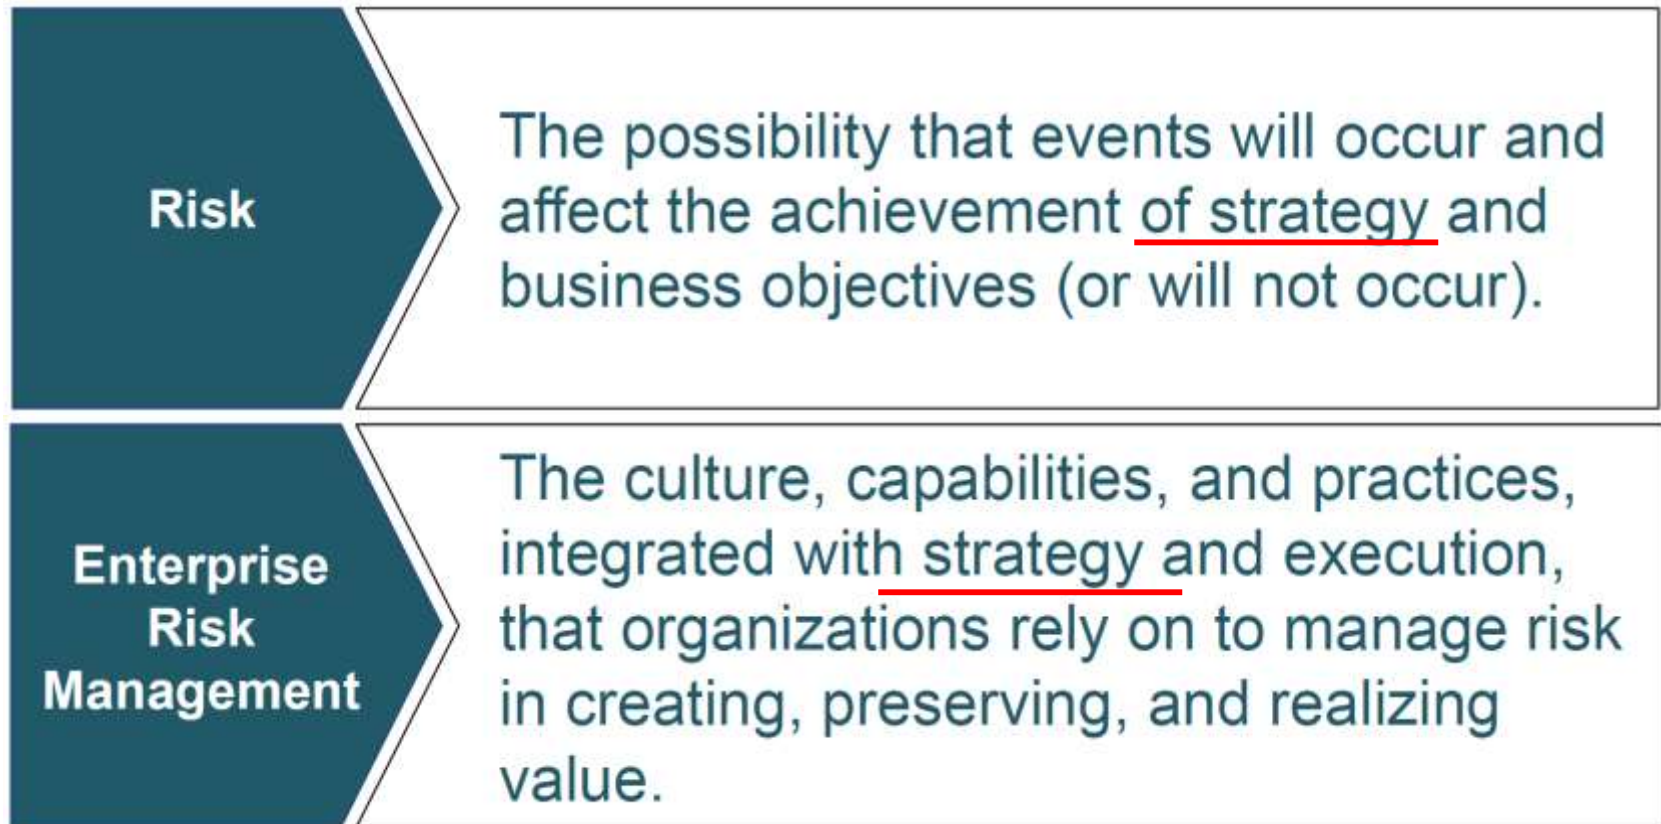 Risk
The possibility that events will occur and
affect the achievement of strategy and
business objectives (or will not occur).
Enterprise
Risk
Management
The culture, capabilities, and practices,
integrated with strategy and execution,
that organizations rely on to manage risk
in creating, preserving, and realizing
value.